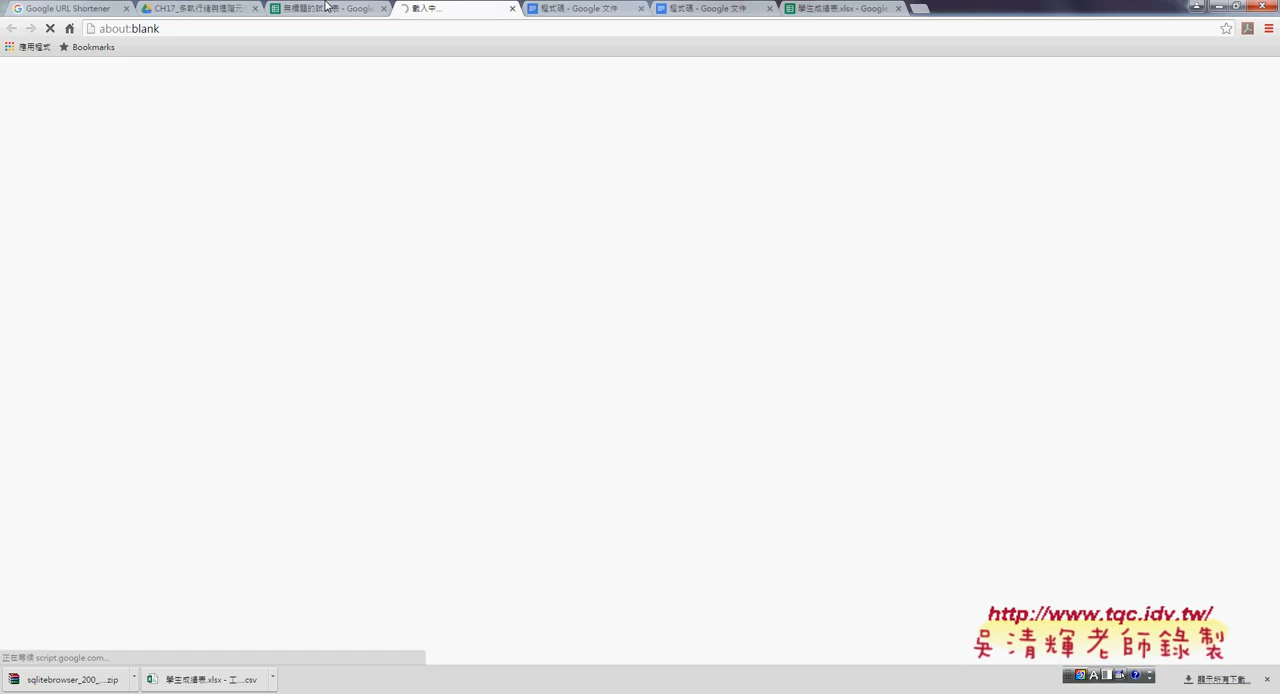 Google URL Shortener
CH17_多執行緒與進階元
無標題的試算表 - Google
載入中...
程式碼 - Google 文件
程式碼 - Google 文件
學生成績表.xlsx - Google
about:blank
應用程式
Bookmarks
http://www.tqc.idv.tw/
吳清輝老師錄製
正在等候 script.google.com...
sqlitebrowser_200_....zip
學生成績表.xlsx - 工....csv
顯示所有下載...